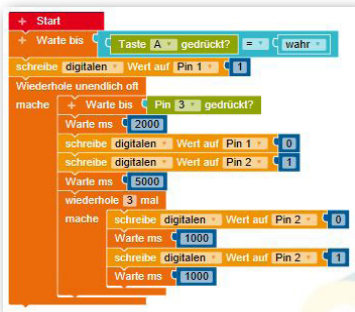 + Start
+ Warte bis Taste A gedrückt? = wahr
schreibe digitalen Wert auf Pin 1 1
Wiederhole unendlich oft
mache + Warte bis Pin 3 gedrückt?
Warte ms 2000
schreibe digitalen Wert auf Pin 1 0
schreibe digitalen Wert auf Pin 2 1
Warte ms 5000
wiederhole 3 mal
mache schreibe digitalen Wert auf Pin 2 0
Warte ms 1000
schreibe digitalen Wert auf Pin 2 1
Warte ms 1000